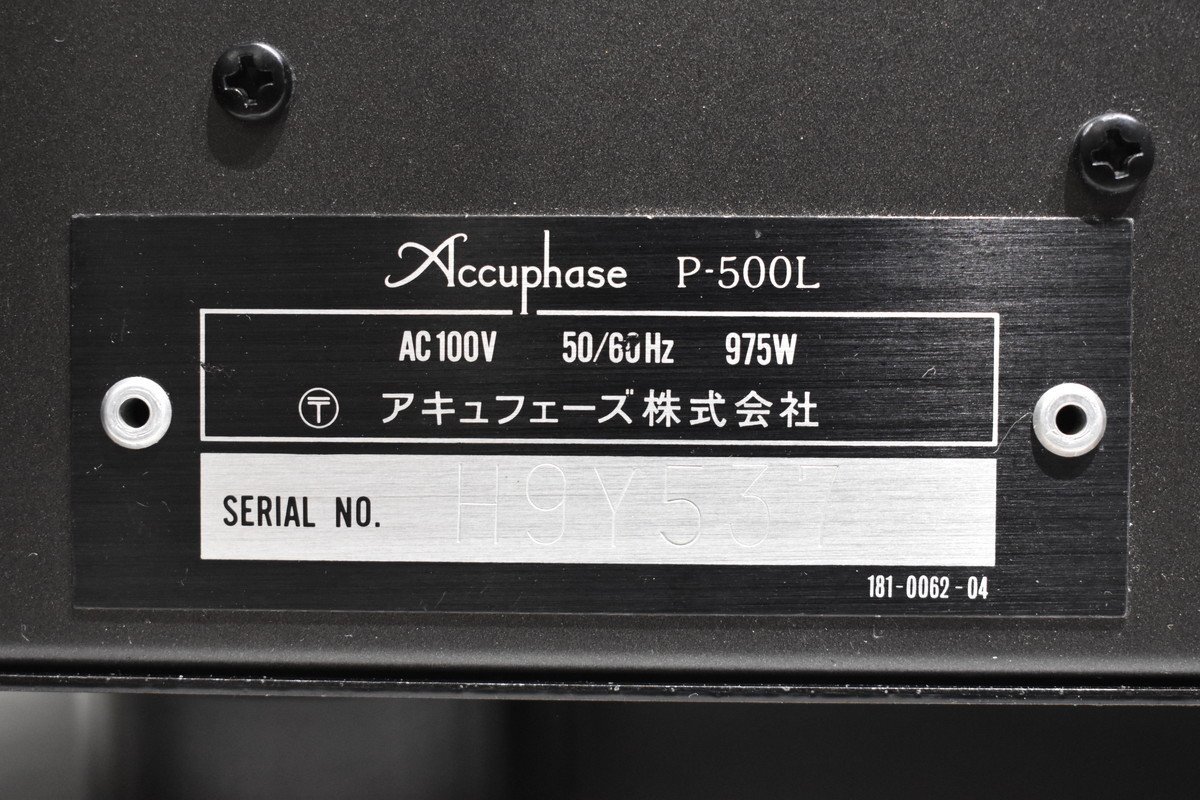 Accuphase P-500L
AC100V 50/60Hz 975W
〒 アキュフェーズ株式会社
SERIAL NO. H9Y537
181-0062-04